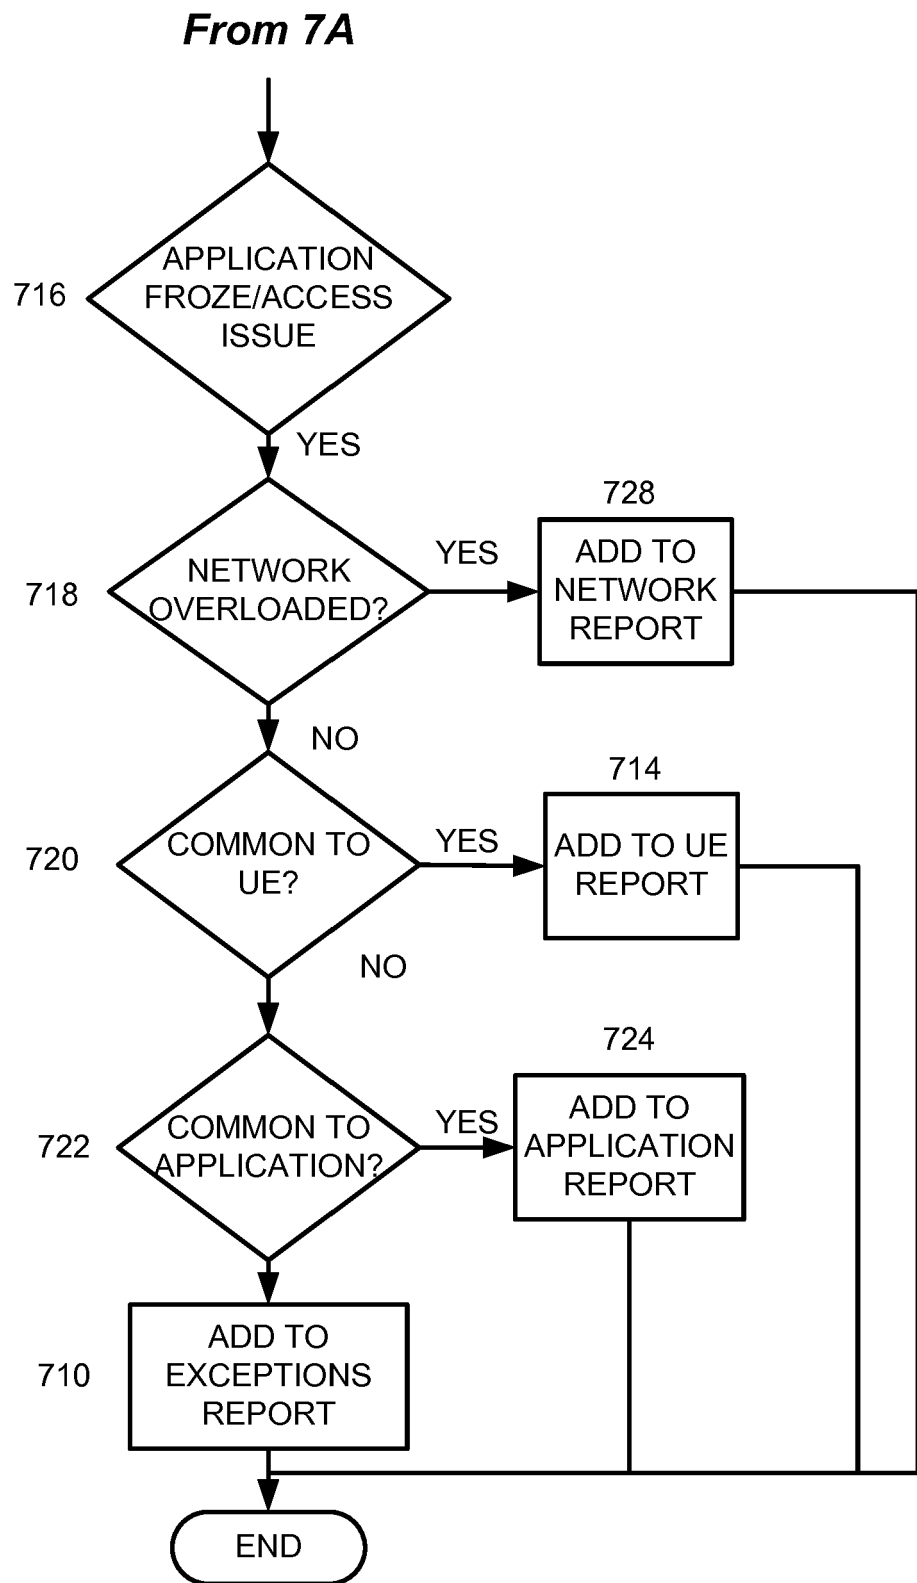 From 7A
716
APPLICATION
FROZE/ACCESS
ISSUE
YES
718
NETWORK
OVERLOADED?
YES
728
ADD TO
NETWORK
REPORT
NO
720
COMMON TO
UE?
YES
714
ADD TO UE
REPORT
NO
722
COMMON TO
APPLICATION?
YES
724
ADD TO
APPLICATION
REPORT
710
ADD TO
EXCEPTIONS
REPORT
END